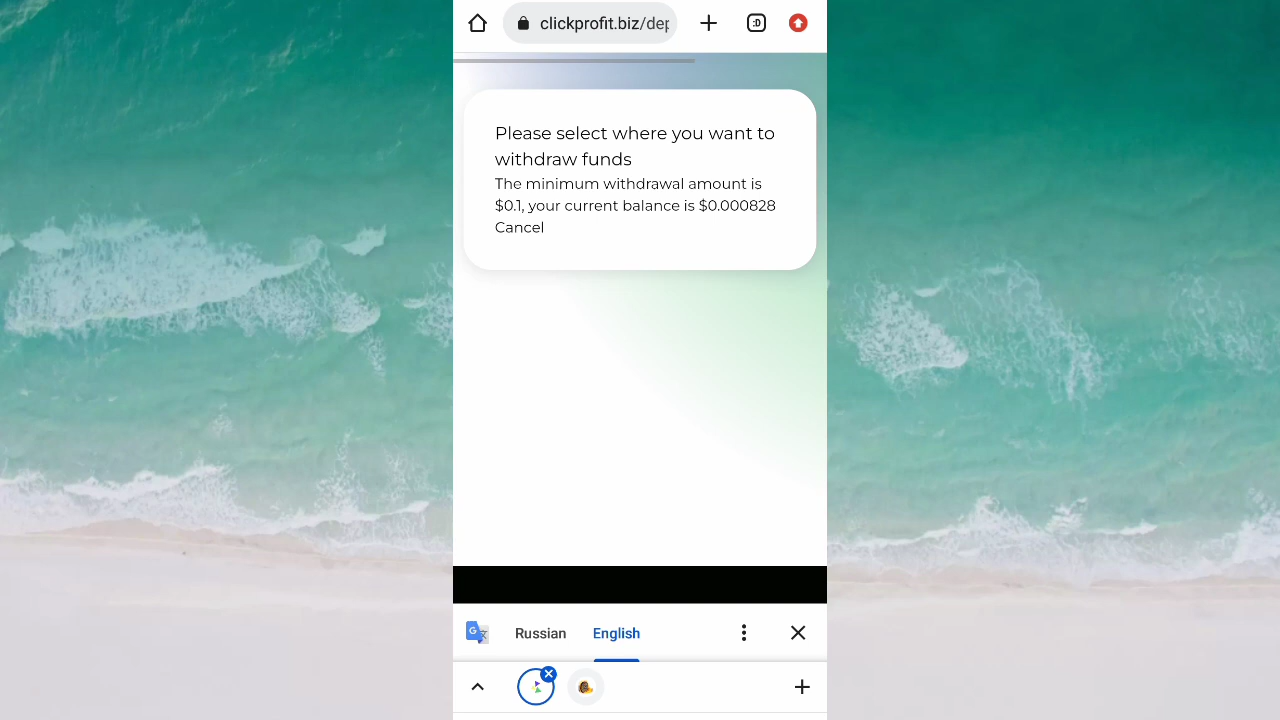 clickprofit.biz/dep
:D
Please select where you want to
withdraw funds
The minimum withdrawal amount is
$0.1, your current balance is $0.000828
Cancel
Russian
English